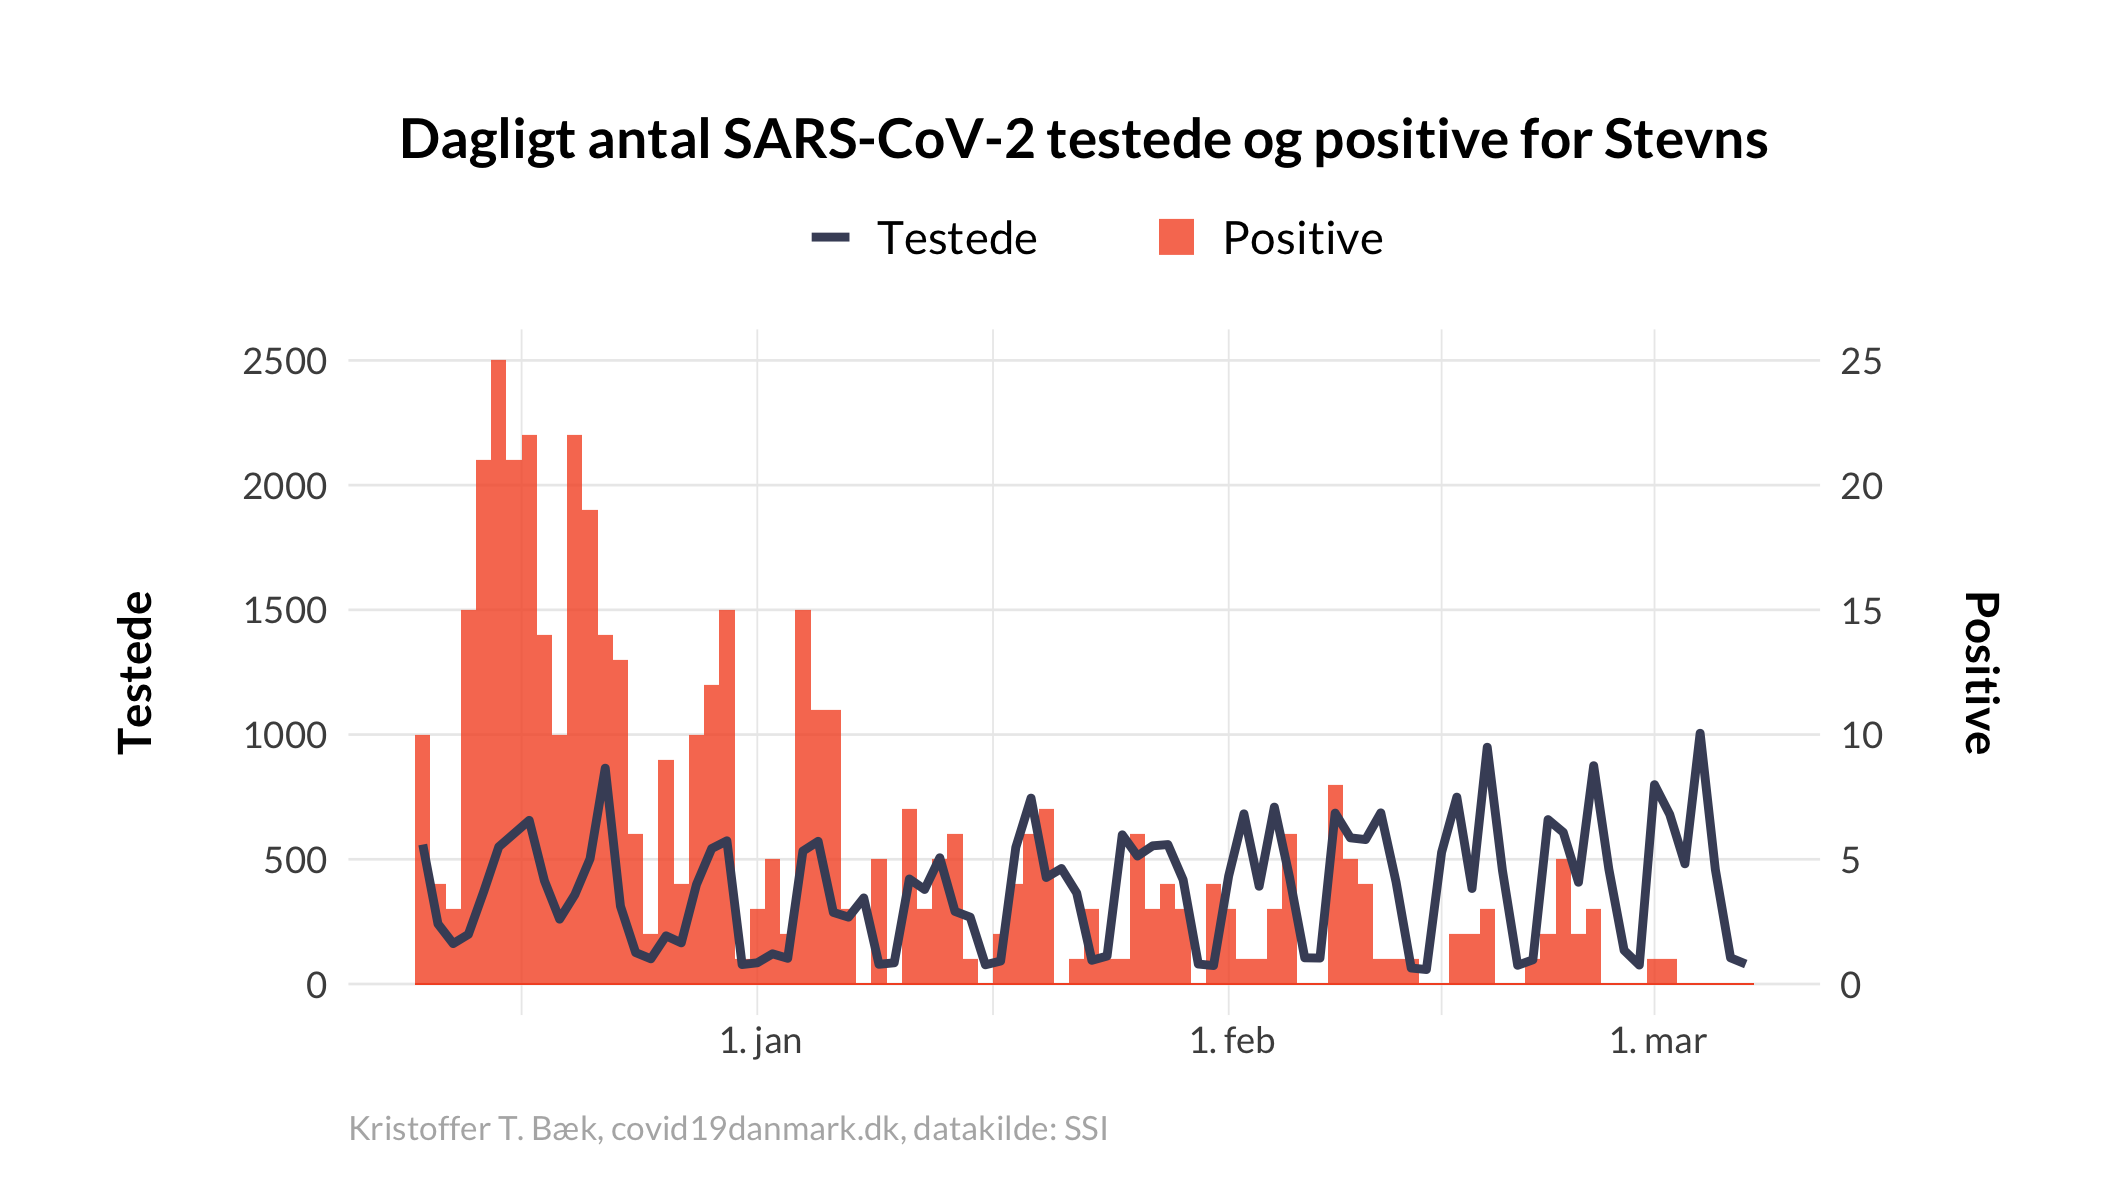 Dagligt antal SARS-CoV-2 testede og positive for Stevns
Testede
Positive
2500
2000
1500
1000
500
0
25
20
15
10
5
0
Testede
Positive
1. jan
1. feb
1. mar
Kristoffer T. Bæk, covid19danmark.dk, datakilde: SSI